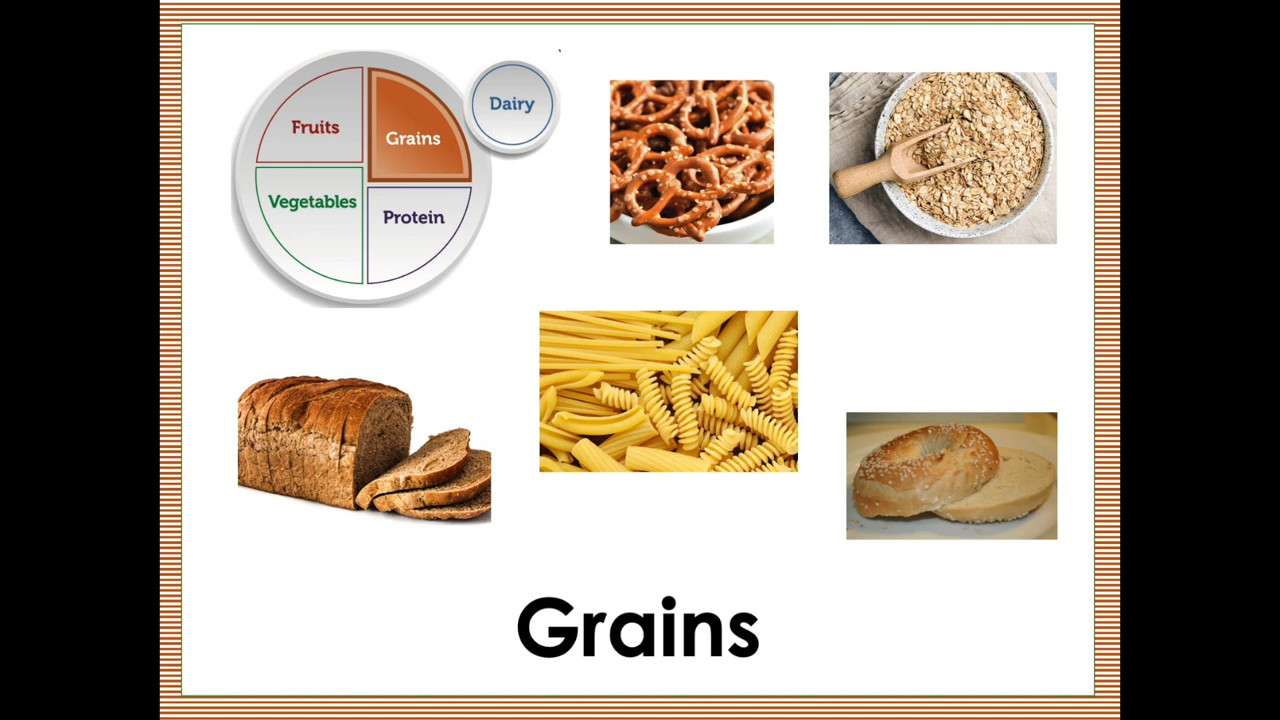 Fruits
Grains
Dairy
Vegetables
Protein
Grains